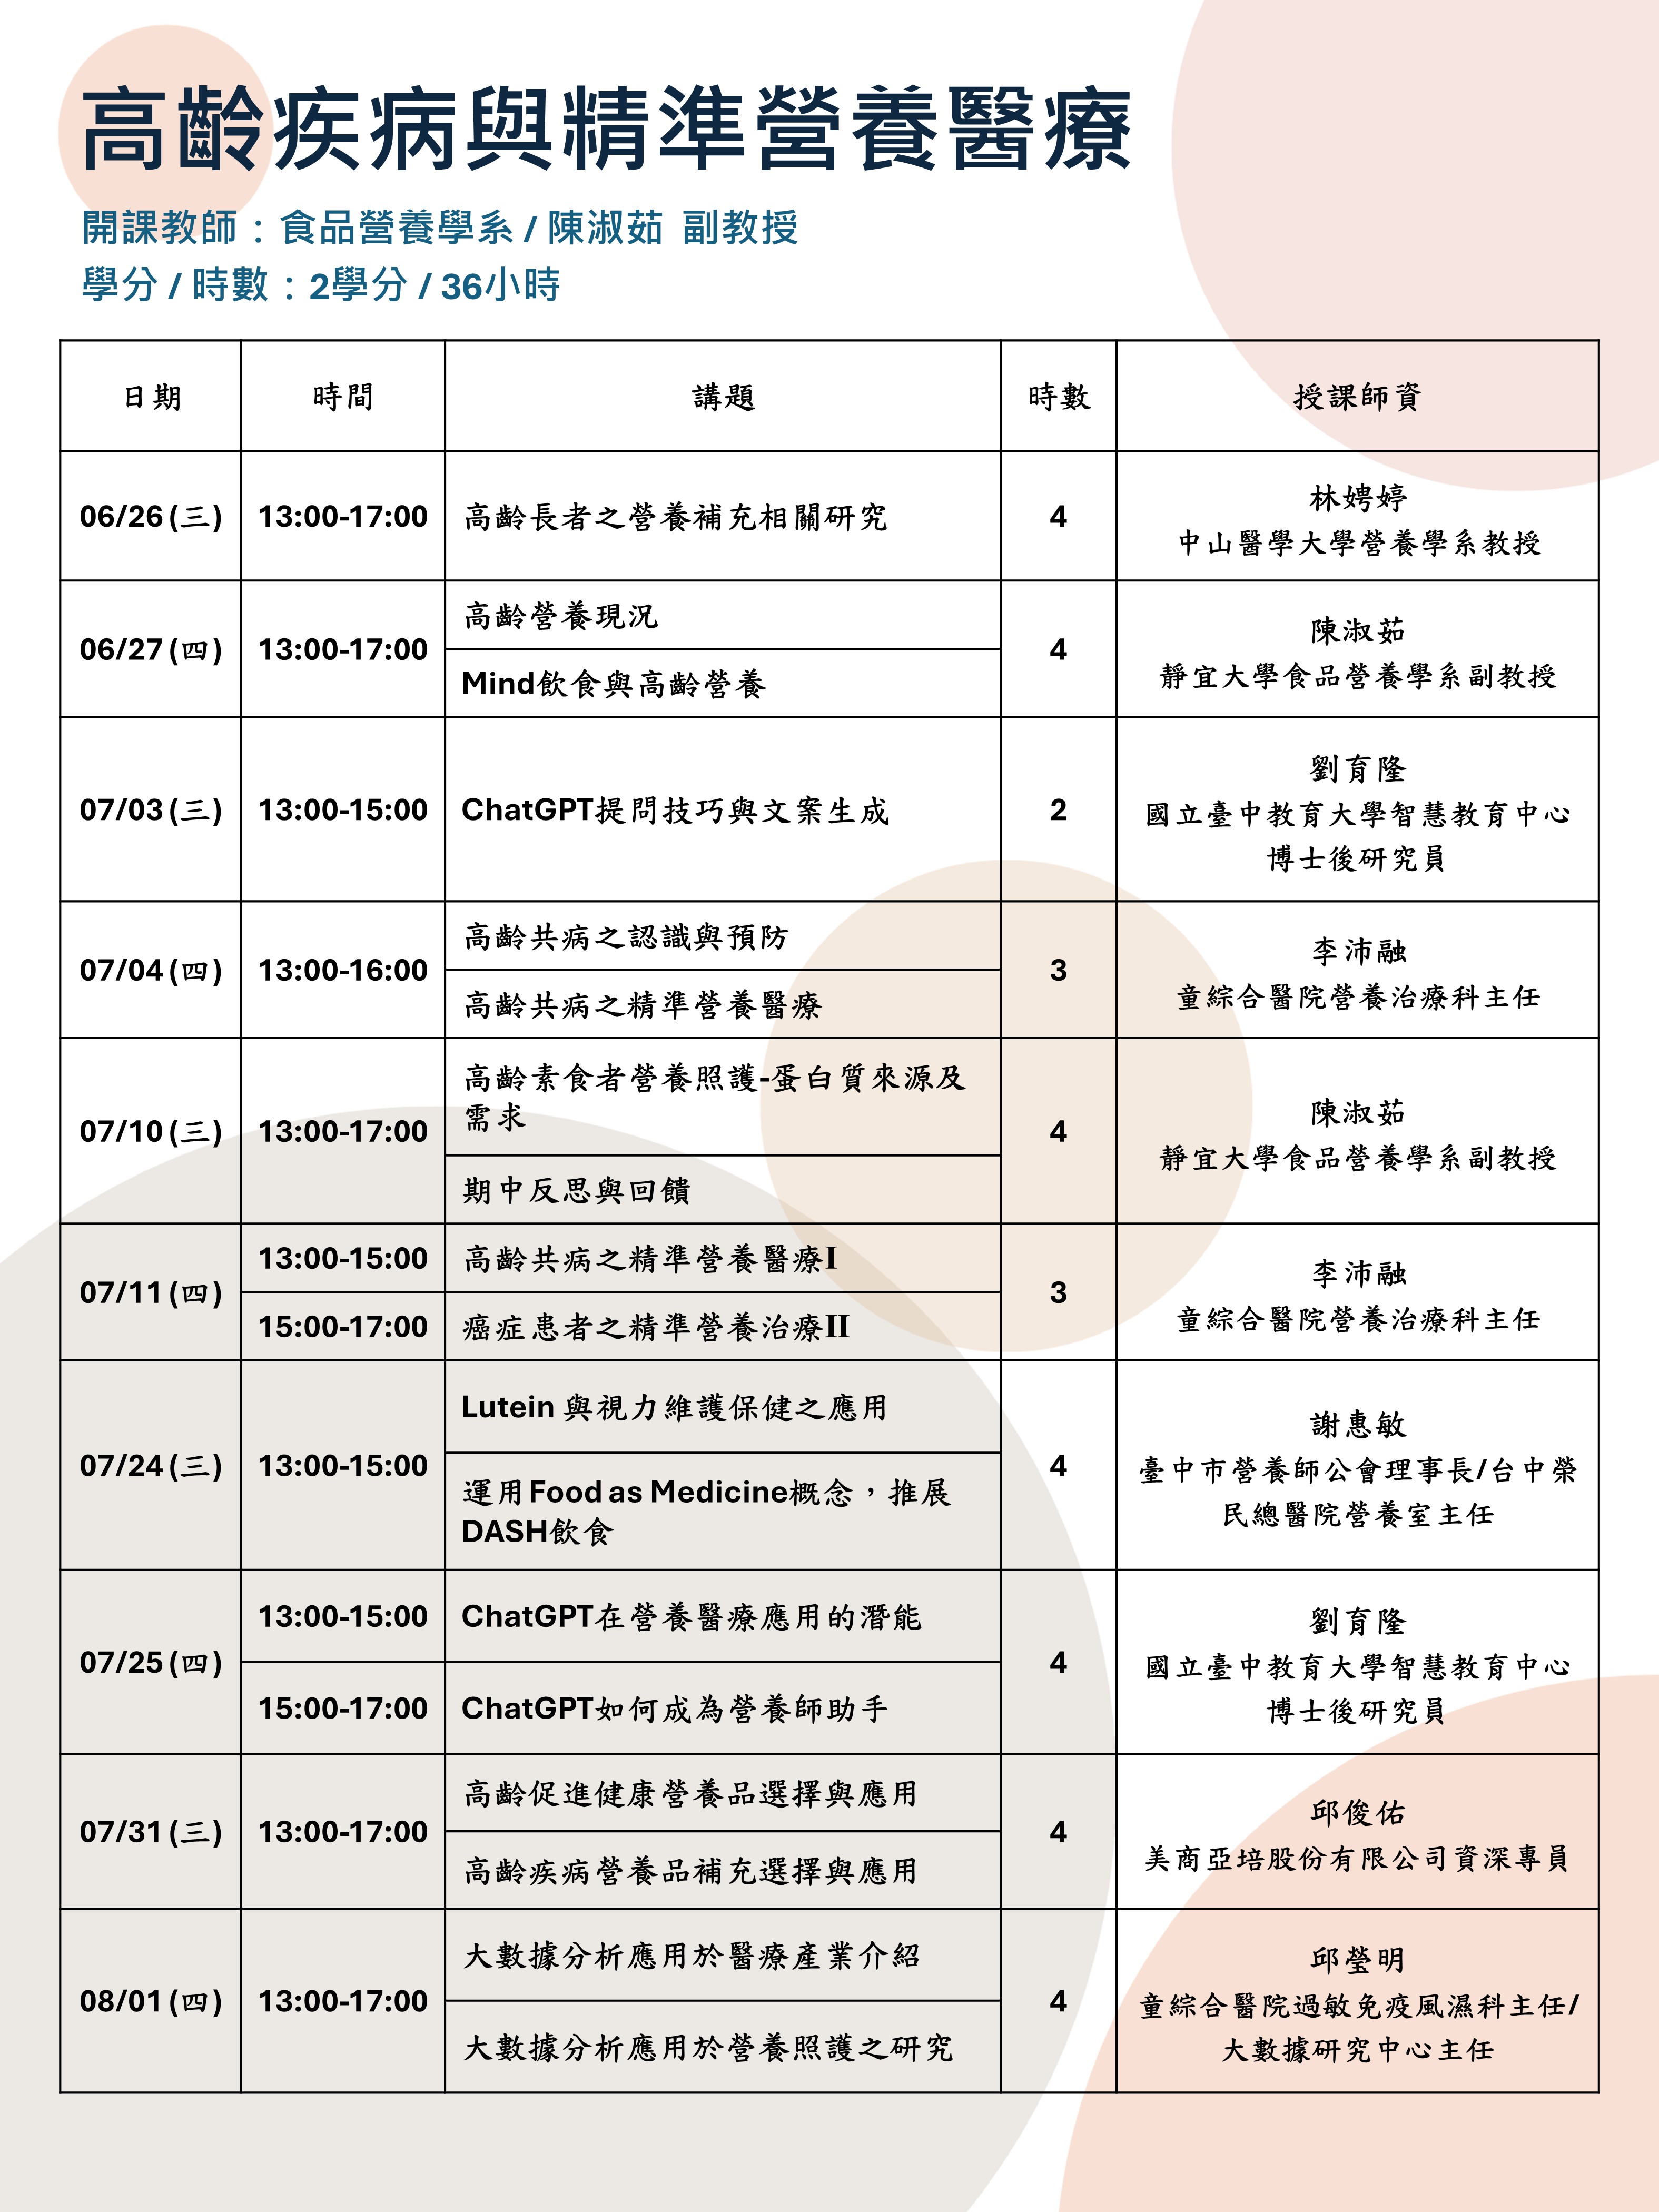 高齡疾病與精準營養醫療
開課教師：食品營養學系 / 陳淑茹 副教授
學分 / 時數：2學分 / 36小時
日期 時間 講題 時數 授課師資
06/26 (三) 13:00-17:00 高齡長者之營養補充相關研究 4 林娉婷
中山醫學大學營養學系教授
06/27 (四) 13:00-17:00 高齡營養現況 4 陳淑茹
Mind飲食與高齡營養 靜宜大學食品營養學系副教授
07/03 (三) 13:00-15:00 ChatGPT提問技巧與文案生成 2 劉育隆
國立臺中教育大學智慧教育中心
博士後研究員
07/04 (四) 13:00-16:00 高齡共病之認識與預防 3 李沛融
高齡共病之精準營養醫療 童綜合醫院營養治療科主任
07/10 (三) 13:00-17:00 高齡素食者營養照護-蛋白質來源及 4 陳淑茹
需求 靜宜大學食品營養學系副教授
期中反思與回饋
07/11 (四) 13:00-15:00 高齡共病之精準營養醫療I 3 李沛融
15:00-17:00 癌症患者之精準營養治療II 童綜合醫院營養治療科主任
07/24 (三) 13:00-15:00 Lutein 與視力維護保健之應用 4 謝惠敏
運用Food as Medicine概念，推展 臺中市營養師公會理事長/台中榮
DASH飲食 民總醫院營養室主任
07/25 (四) 13:00-15:00 ChatGPT在營養醫療應用的潛能 4 劉育隆
國立臺中教育大學智慧教育中心
15:00-17:00 ChatGPT如何成為營養師助手 博士後研究員
07/31 (三) 13:00-17:00 高齡促進健康營養品選擇與應用 4 邱俊佑
高齡疾病營養品補充選擇與應用 美商亞培股份有限公司資深專員
08/01 (四) 13:00-17:00 大數據分析應用於醫療產業介紹 4 邱瑩明
童綜合醫院過敏免疫風濕科主任/
大數據分析應用於營養照護之研究 大數據研究中心主任